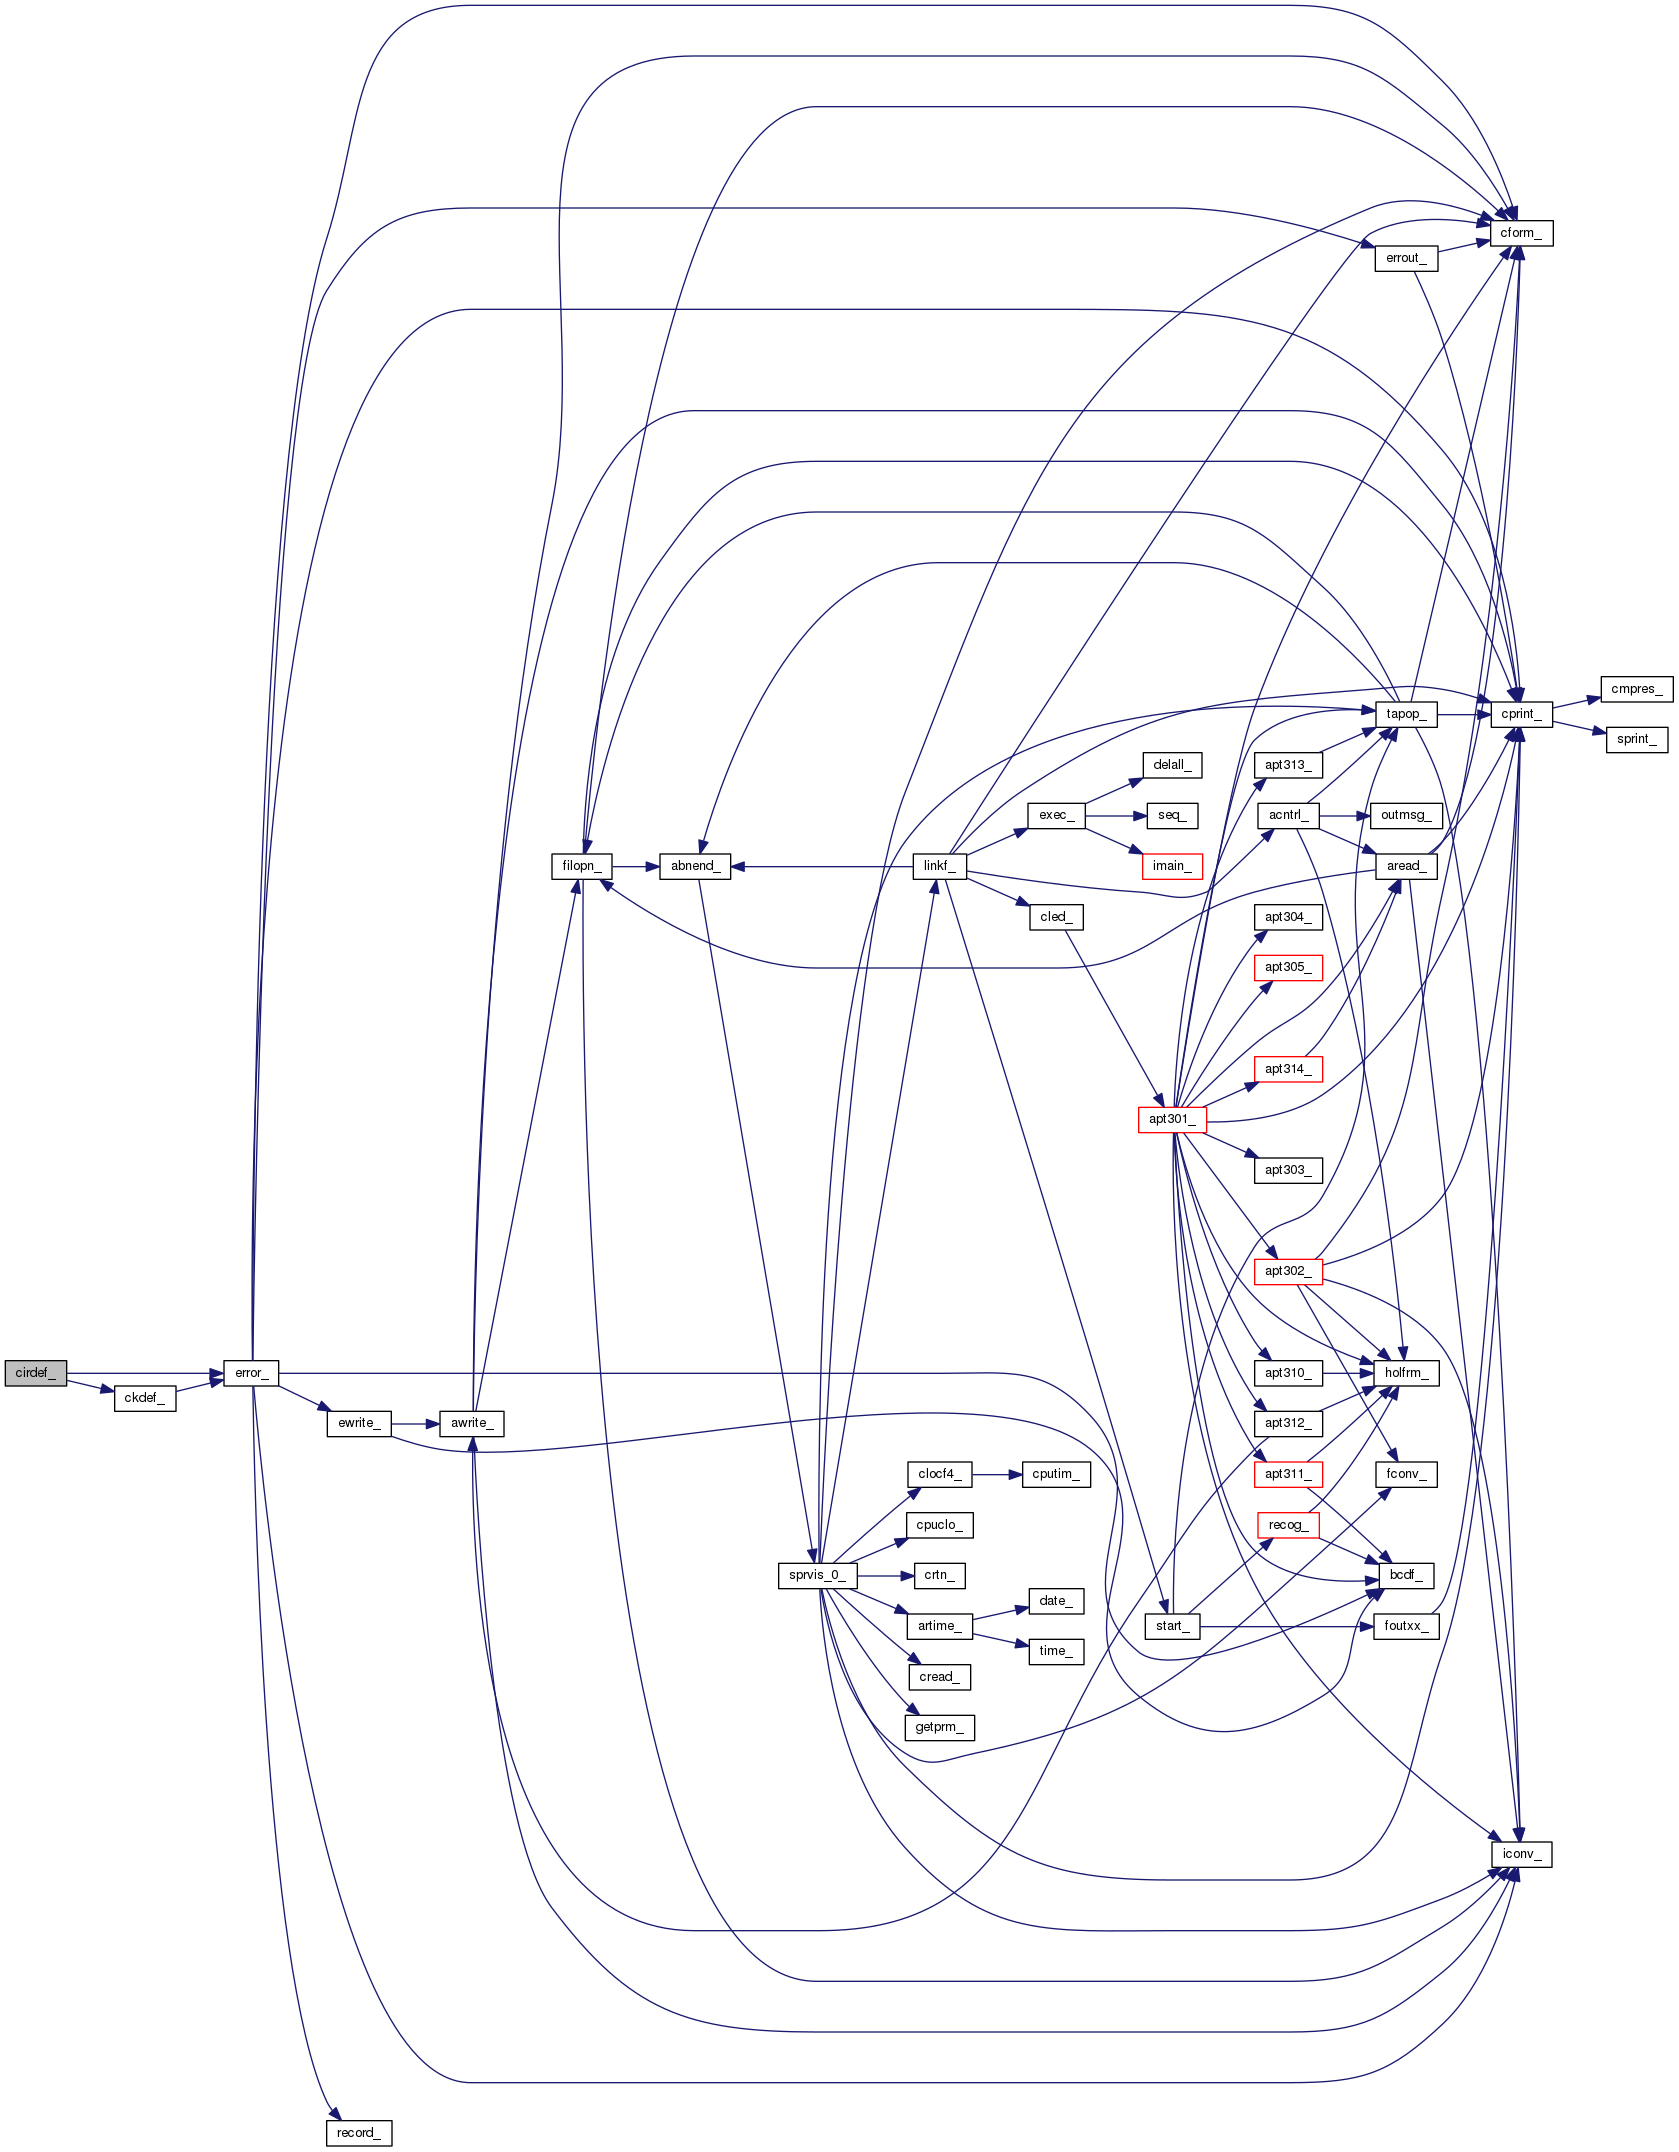 cform_
errout_
cmpres_
cprint_
tapop_
sprint_
delall_
apt313_
exec_
seq_
acntrl_
outmsg_
filopn_
abnend_
linkf_
imain_
aread_
cled_
apt304_
apt305_
apt314_
apt301_
apt303_
apt302_
cirdef_
error_
ckdef_
apt310_
holfrm_
ewrite_
awrite_
apt312_
clocf4_
cputim_
apt311_
fconv_
cpuclo_
recog_
sprvis_0_
crtn_
bcdf_
date_
artime_
start_
foutxx_
time_
cread_
getprm_
iconv_
record_